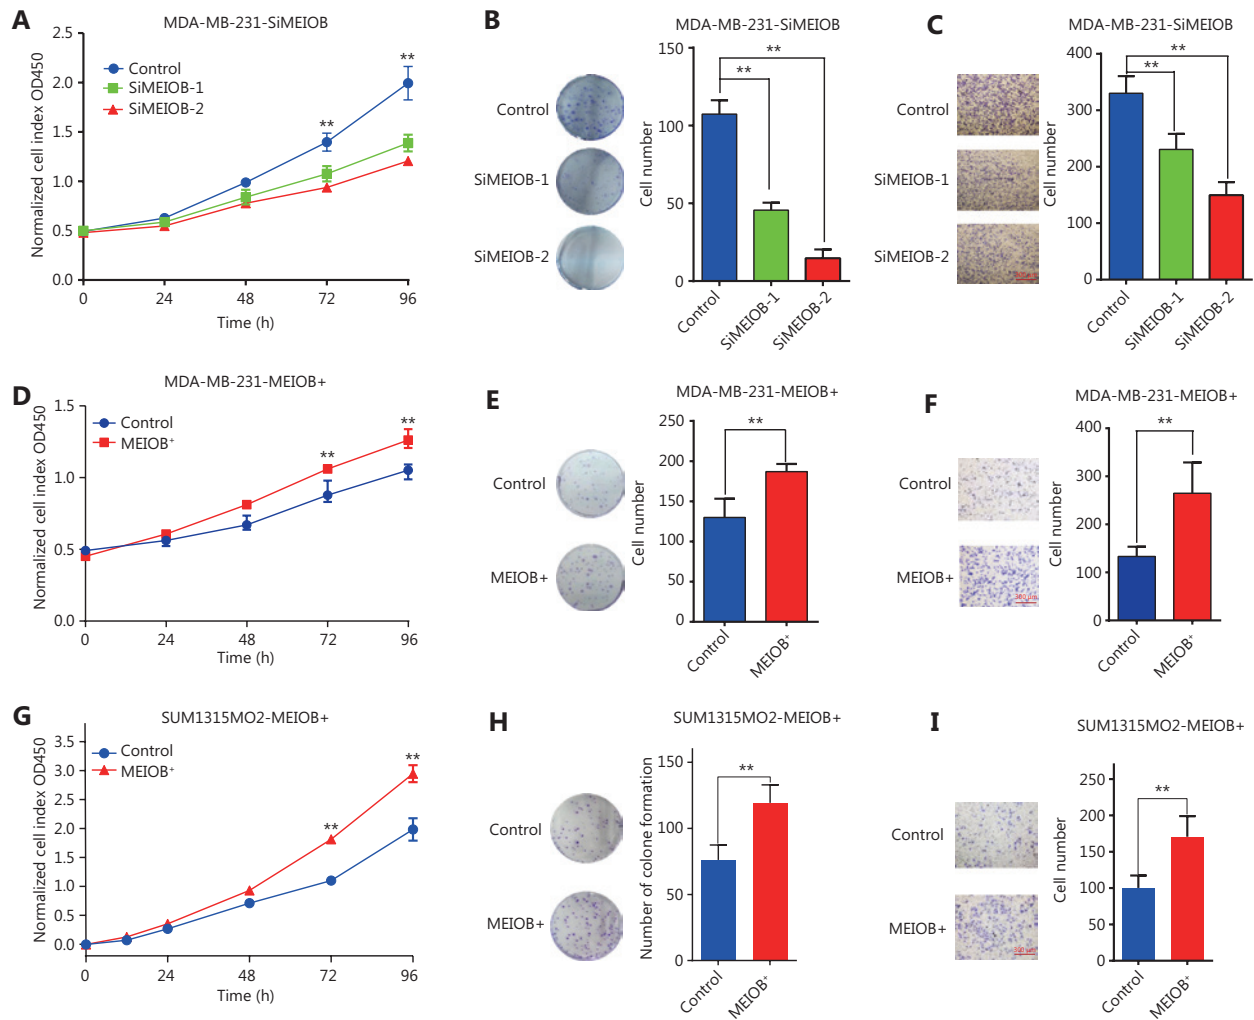 A
MDA-MB-231-SiMEIOB
Normalized cell index OD450
2.5
2.0
1.5
1.0
0.5
0.0
Control
SiMEIOB-1
SiMEIOB-2
**
**
0 24 48 72 96
Time (h)
B
MDA-MB-231-SiMEIOB
Control
SiMEIOB-1
SiMEIOB-2
Cell number
150
100
50
0
**
**
Control
SiMEIOB-1
SiMEIOB-2
C
MDA-MB-231-SiMEIOB
Control
SiMEIOB-1
SiMEIOB-2
Cell number
400
300
200
100
0
**
**
Control
SiMEIOB-1
SiMEIOB-2
D
MDA-MB-231-MEIOB+
Normalized cell index OD450
1.5
1.0
0.5
0.0
Control
MEIOB⁺
**
**
0 24 48 72 96
Time (h)
E
MDA-MB-231-MEIOB+
Control
MEIOB+
Cell number
250
200
150
100
50
0
**
Control
MEIOB⁺
F
MDA-MB-231-MEIOB+
Control
MEIOB+
300 μm
Cell number
400
300
200
100
0
**
Control
MEIOB⁺
G
SUM1315MO2-MEIOB+
Normalized cell index OD450
3.5
3.0
2.5
2.0
1.5
1.0
0.5
0.0
Control
MEIOB⁺
**
**
0 24 48 72 96
Time (h)
H
SUM1315MO2-MEIOB+
Control
MEIOB+
Number of colone formation
150
100
50
0
**
Control
MEIOB⁺
I
SUM1315MO2-MEIOB+
Control
MEIOB+
300 μm
Cell number
250
200
150
100
50
0
**
Control
MEIOB⁺